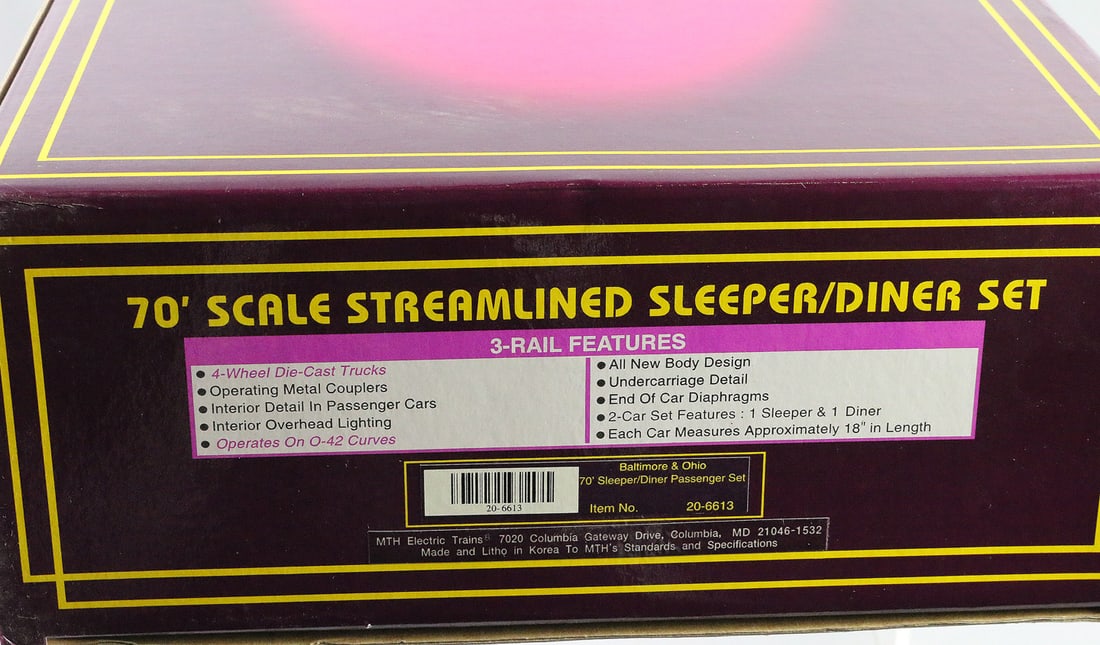 70' SCALE STREAMLINED SLEEPER/DINER SET
3-RAIL FEATURES
● 4-Wheel Die-Cast Trucks
● Operating Metal Couplers
● Interior Detail In Passenger Cars
● Interior Overhead Lighting
● Operates On O-42 Curves
● All New Body Design
● Undercarriage Detail
● End Of Car Diaphragms
● 2-Car Set Features : 1 Sleeper & 1 Diner
● Each Car Measures Approximately 18" in Length
20-6613
Baltimore & Ohio
70' Sleeper/Diner Passenger Set
Item No. 20-6613
MTH Electric Trains® 7020 Columbia Gateway Drive, Columbia, MD 21046-1532
Made and Litho in Korea To MTH's Standards and Specifications